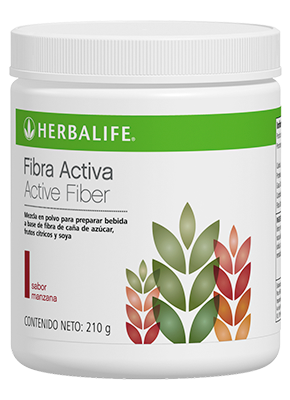 HERBALIFE®
Fibra Activa
Active Fiber
Mezcla en polvo para preparar bebida
a base de fibra de caña de azúcar,
frutos cítricos y soya
sabor
manzana
CONTENIDO NETO: 210 g